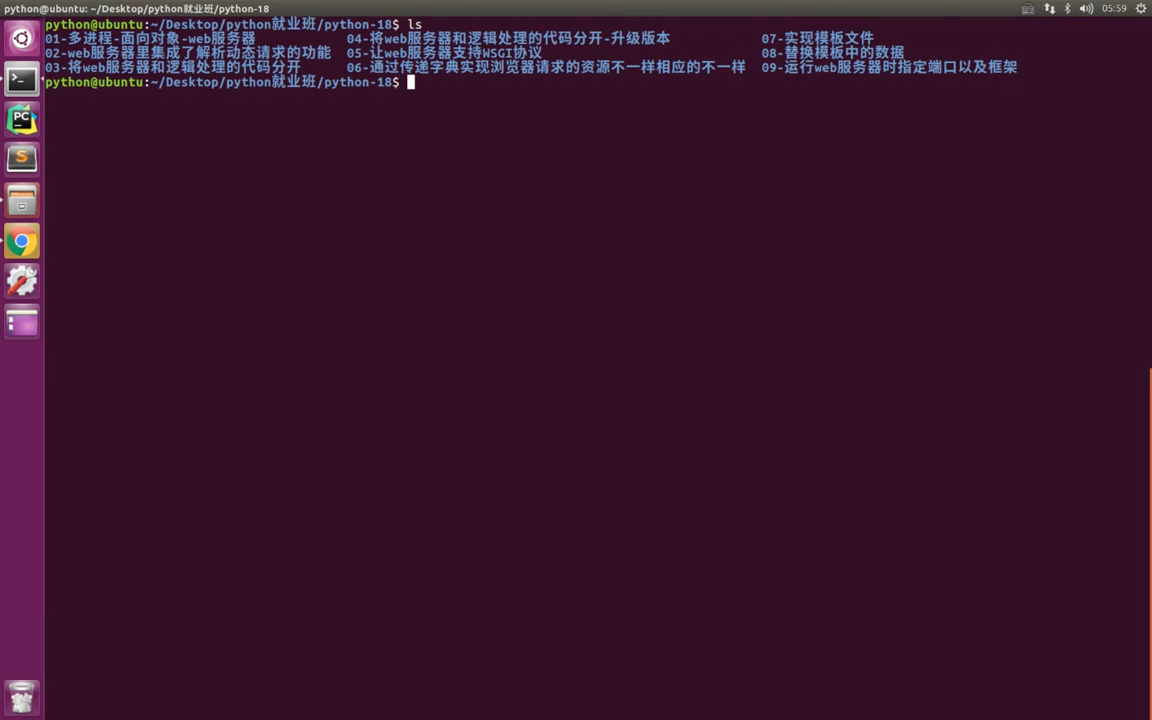 python@ubuntu: ~/Desktop/python就业班/python-18
05:59
python@ubuntu:~/Desktop/python就业班/python-18$ ls
01-多进程-面向对象-web服务器 04-将web服务器和逻辑处理的代码分开-升级版本 07-实现模板文件
02-web服务器里集成了解析动态请求的功能 05-让web服务器支持WSGI协议 08-替换模板中的数据
03-将web服务器和逻辑处理的代码分开 06-通过传递字典实现浏览器请求的资源不一样相应的不一样 09-运行web服务器时指定端口以及框架
python@ubuntu:~/Desktop/python就业班/python-18$
PC
S